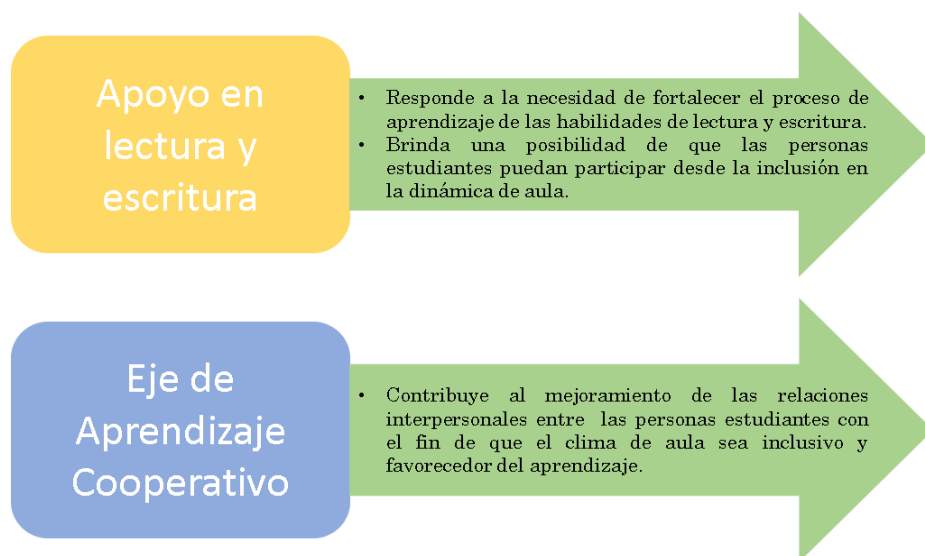 Apoyo en
lectura y
escritura
• Responde a la necesidad de fortalecer el proceso de
aprendizaje de las habilidades de lectura y escritura.
• Brinda una posibilidad de que las personas
estudiantes puedan participar desde la inclusión en
la dinámica de aula.
Eje de
Aprendizaje
Cooperativo
• Contribuye al mejoramiento de las relaciones
interpersonales entre las personas estudiantes con
el fin de que el clima de aula sea inclusivo y
favorecedor del aprendizaje.